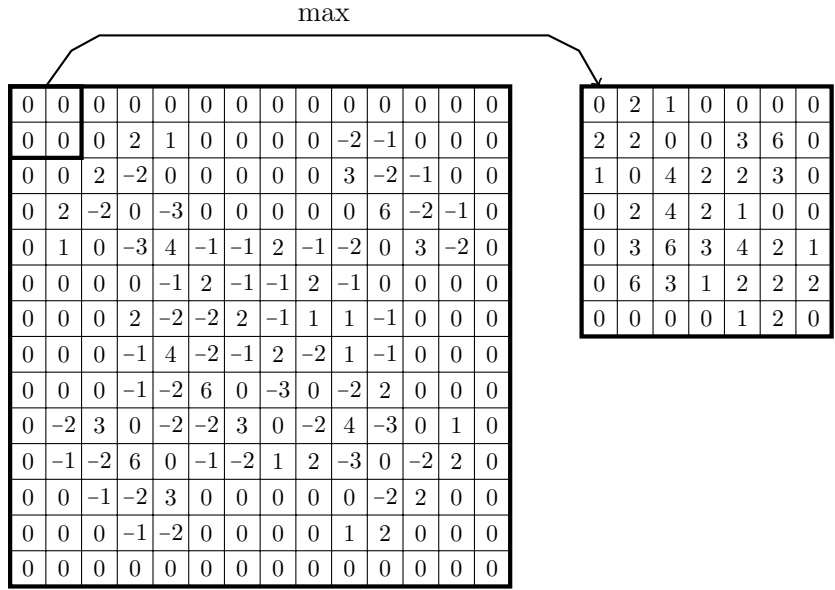 max
0 0 0 0 0 0 0 0 0 0 0 0 0 0
0 0 0 2 1 0 0 0 0 −2 −1 0 0 0
0 0 2 −2 0 0 0 0 0 3 −2 −1 0 0
0 2 −2 0 −3 0 0 0 0 0 6 −2 −1 0
0 1 0 −3 4 −1 −1 2 −1 −2 0 3 −2 0
0 0 0 0 −1 2 −1 −1 2 −1 0 0 0 0
0 0 0 2 −2 −2 2 −1 1 1 −1 0 0 0
0 0 0 −1 4 −2 −1 2 −2 1 −1 0 0 0
0 0 0 −1 −2 6 0 −3 0 −2 2 0 0 0
0 −2 3 0 −2 −2 3 0 −2 4 −3 0 1 0
0 −1 −2 6 0 −1 −2 1 2 −3 0 −2 2 0
0 0 −1 −2 3 0 0 0 0 0 −2 2 0 0
0 0 0 −1 −2 0 0 0 0 1 2 0 0 0
0 0 0 0 0 0 0 0 0 0 0 0 0 0
0 2 1 0 0 0 0
2 2 0 0 3 6 0
1 0 4 2 2 3 0
0 2 4 2 1 0 0
0 3 6 3 4 2 1
0 6 3 1 2 2 2
0 0 0 0 1 2 0